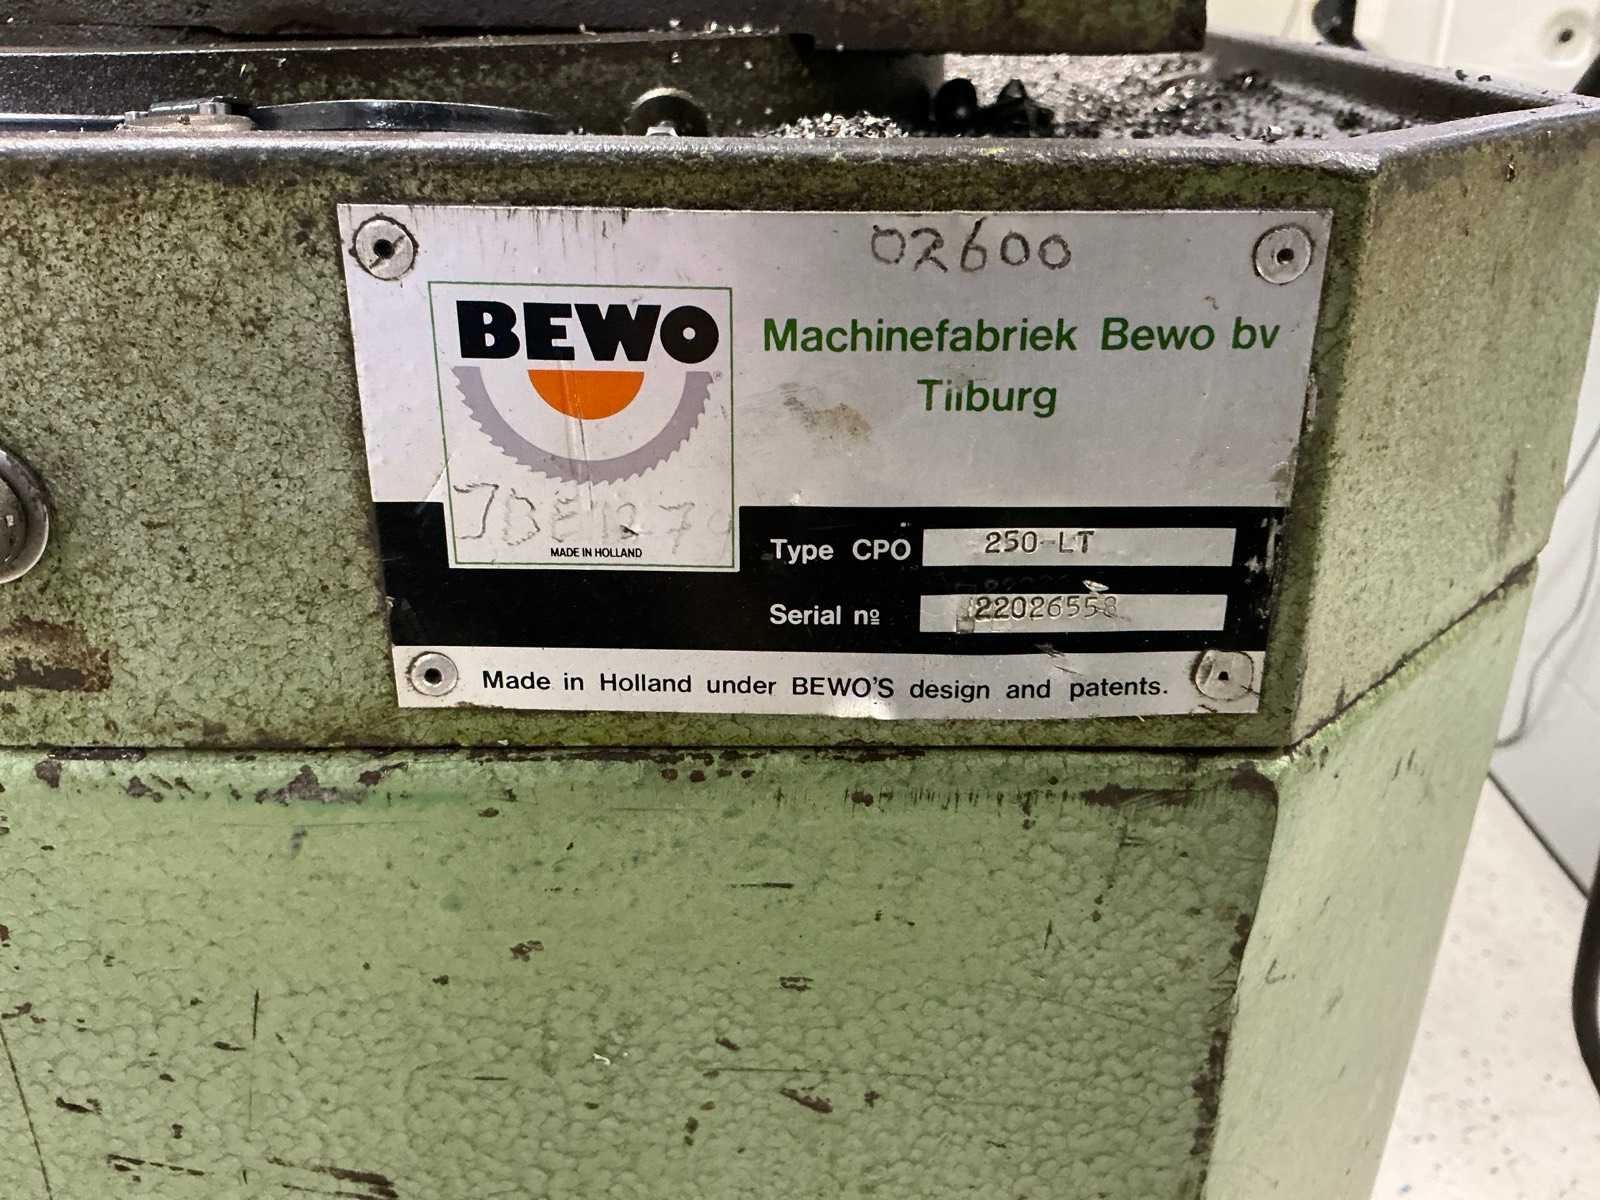 02600
BEWO
®
Machinefabriek Bewo bv
Tilburg
JBE1279
MADE IN HOLLAND
Type CPO 250-LT
Serial nº 22026558
Made in Holland under BEWO'S design and patents.